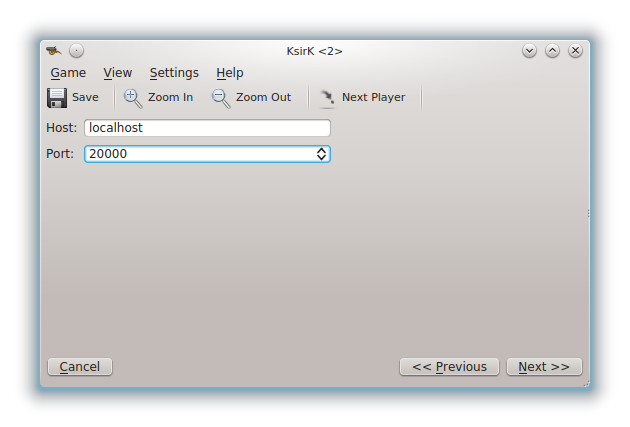 KsirK <2>
Game View Settings Help
Save Zoom In Zoom Out Next Player
Host: localhost
Port: 20000
Cancel << Previous Next >>